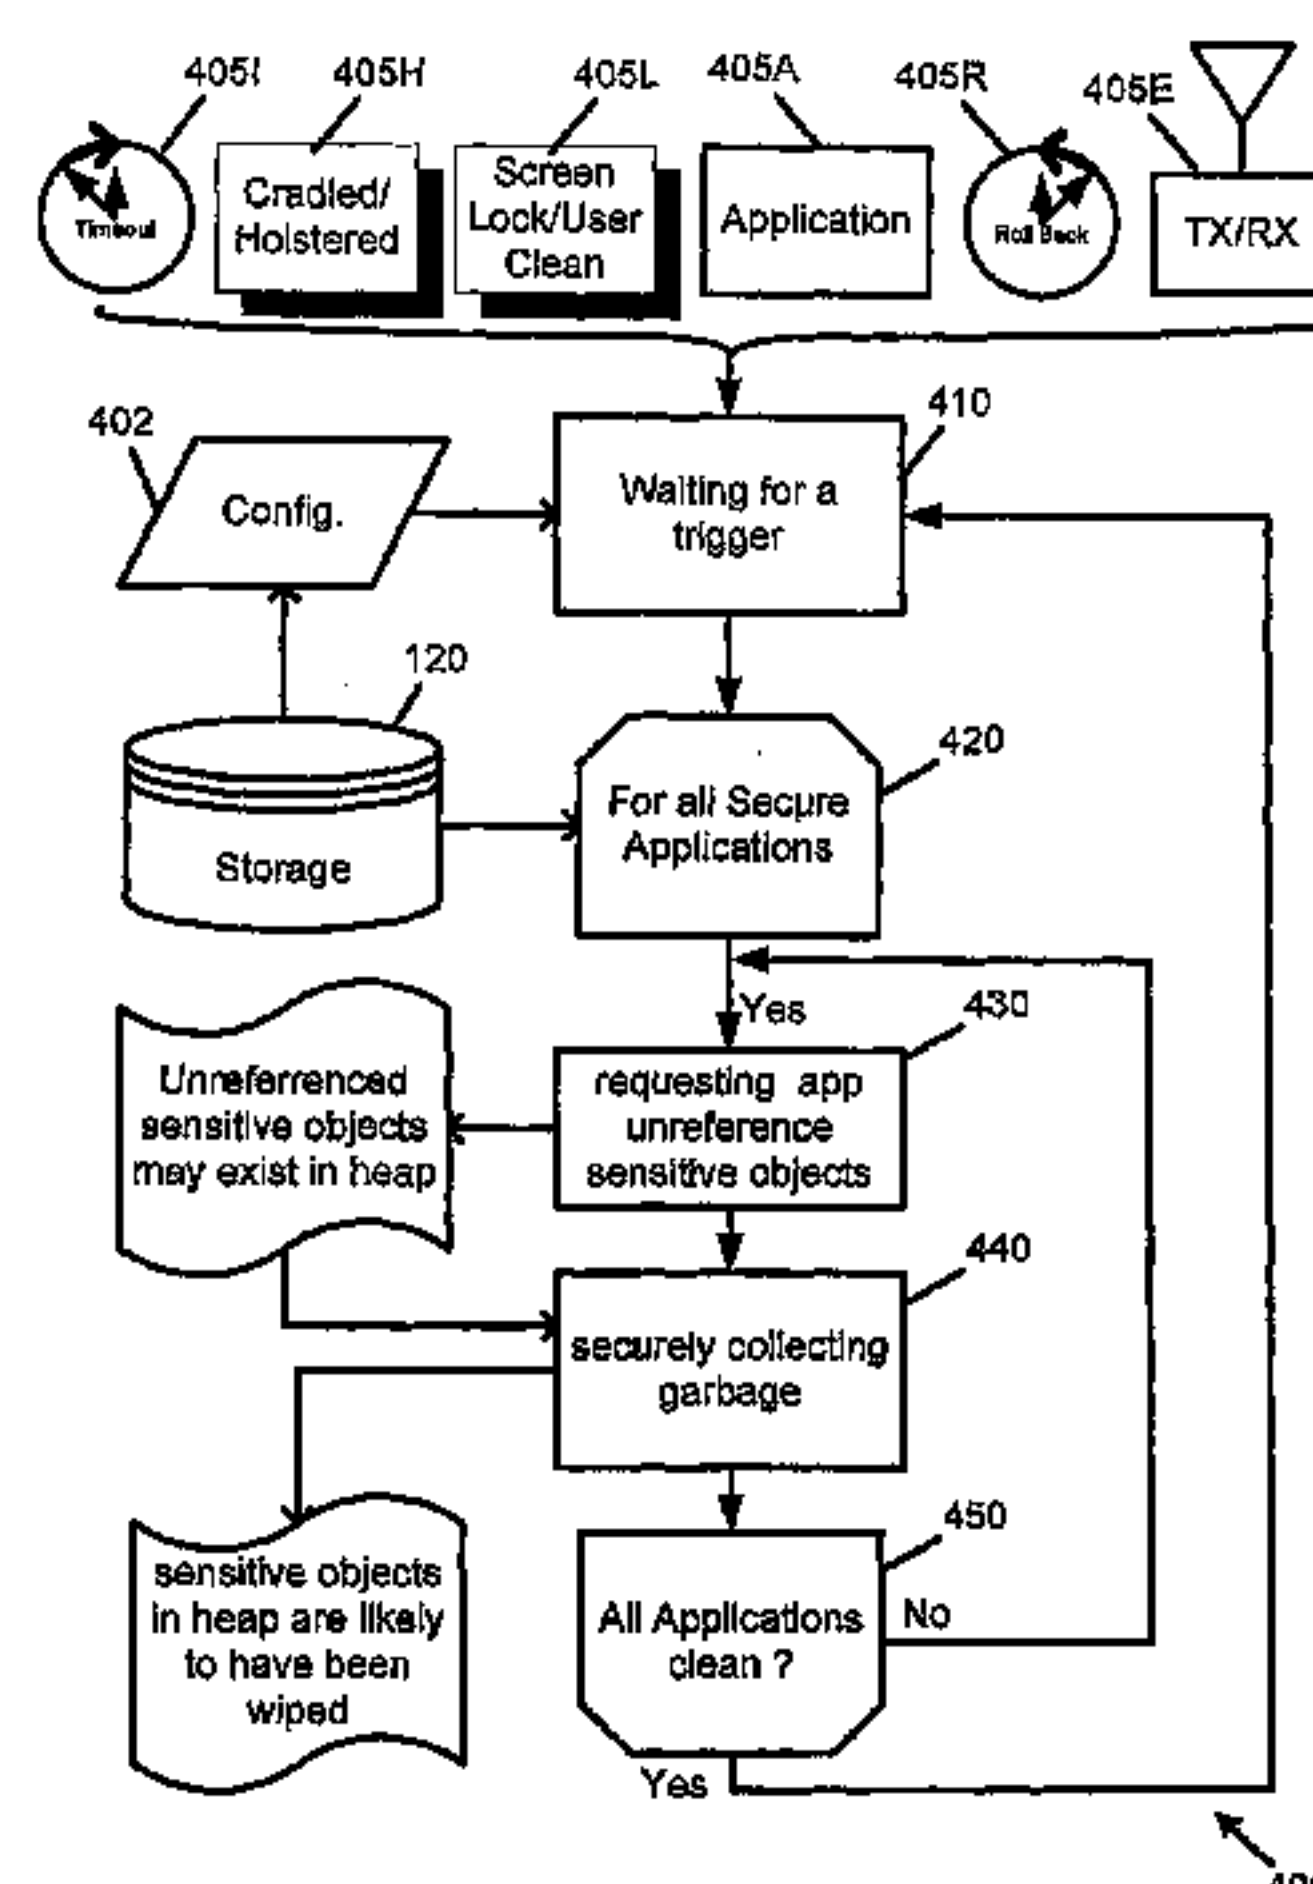 405I
405H
405L
405A
405R
405E
Timeout
Cradled/
Holstered
Screen
Lock/User
Clean
Application
Roll Back
TX/RX
402
410
Config.
Waiting for a
trigger
120
420
Storage
For all Secure
Applications
Yes
430
Unreferrenced
sensitive objects
may exist in heap
requesting app
unreference
sensitive objects
440
securely collecting
garbage
450
sensitive objects
in heap are likely
to have been
wiped
All Applications
clean ?
No
Yes